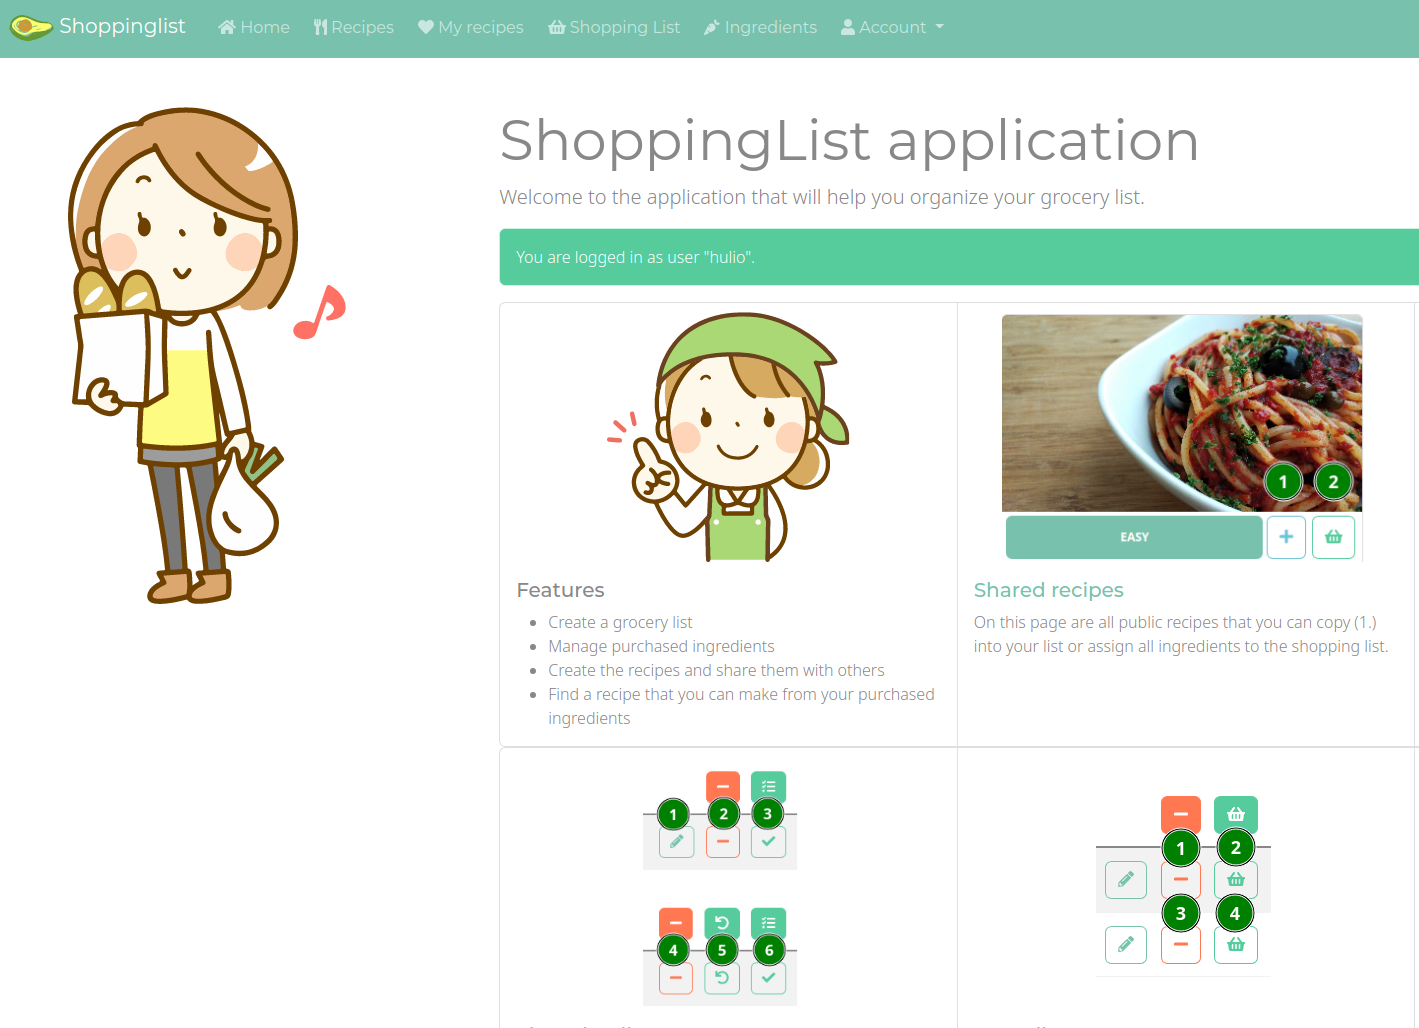 Shoppinglist Home Recipes My recipes Shopping List Ingredients Account
ShoppingList application
Welcome to the application that will help you organize your grocery list.
You are logged in as user "hulio".
1 2
EASY
Features
Create a grocery list
Manage purchased ingredients
Create the recipes and share them with others
Find a recipe that you can make from your purchased
ingredients
Shared recipes
On this page are all public recipes that you can copy (1.)
into your list or assign all ingredients to the shopping list.
1 2 3
4 5 6
1 2
3 4